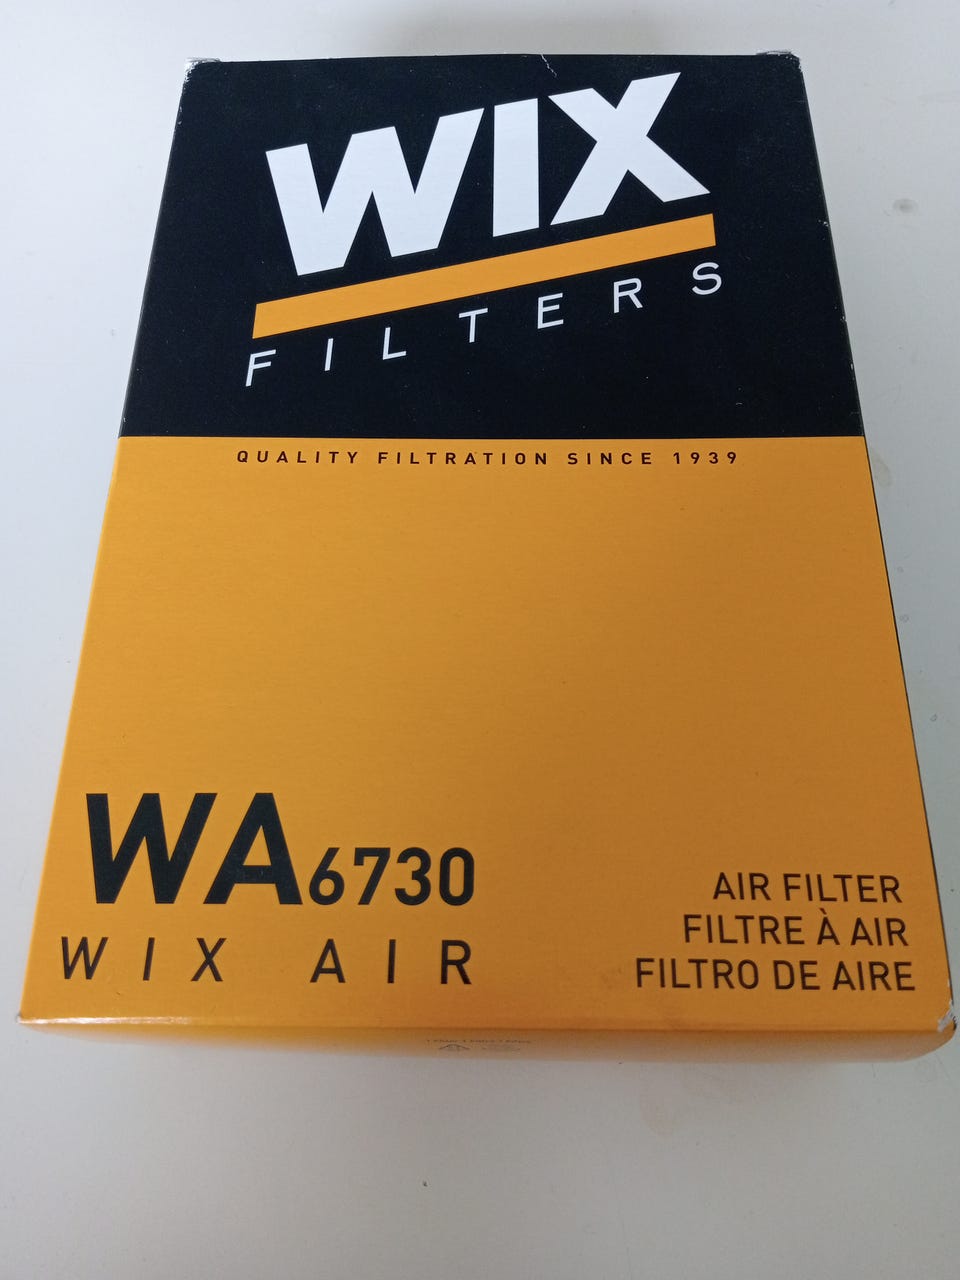 WIX
FILTERS
QUALITY FILTRATION SINCE 1939
WA6730
WIX AIR
AIR FILTER
FILTRE À AIR
FILTRO DE AIRE